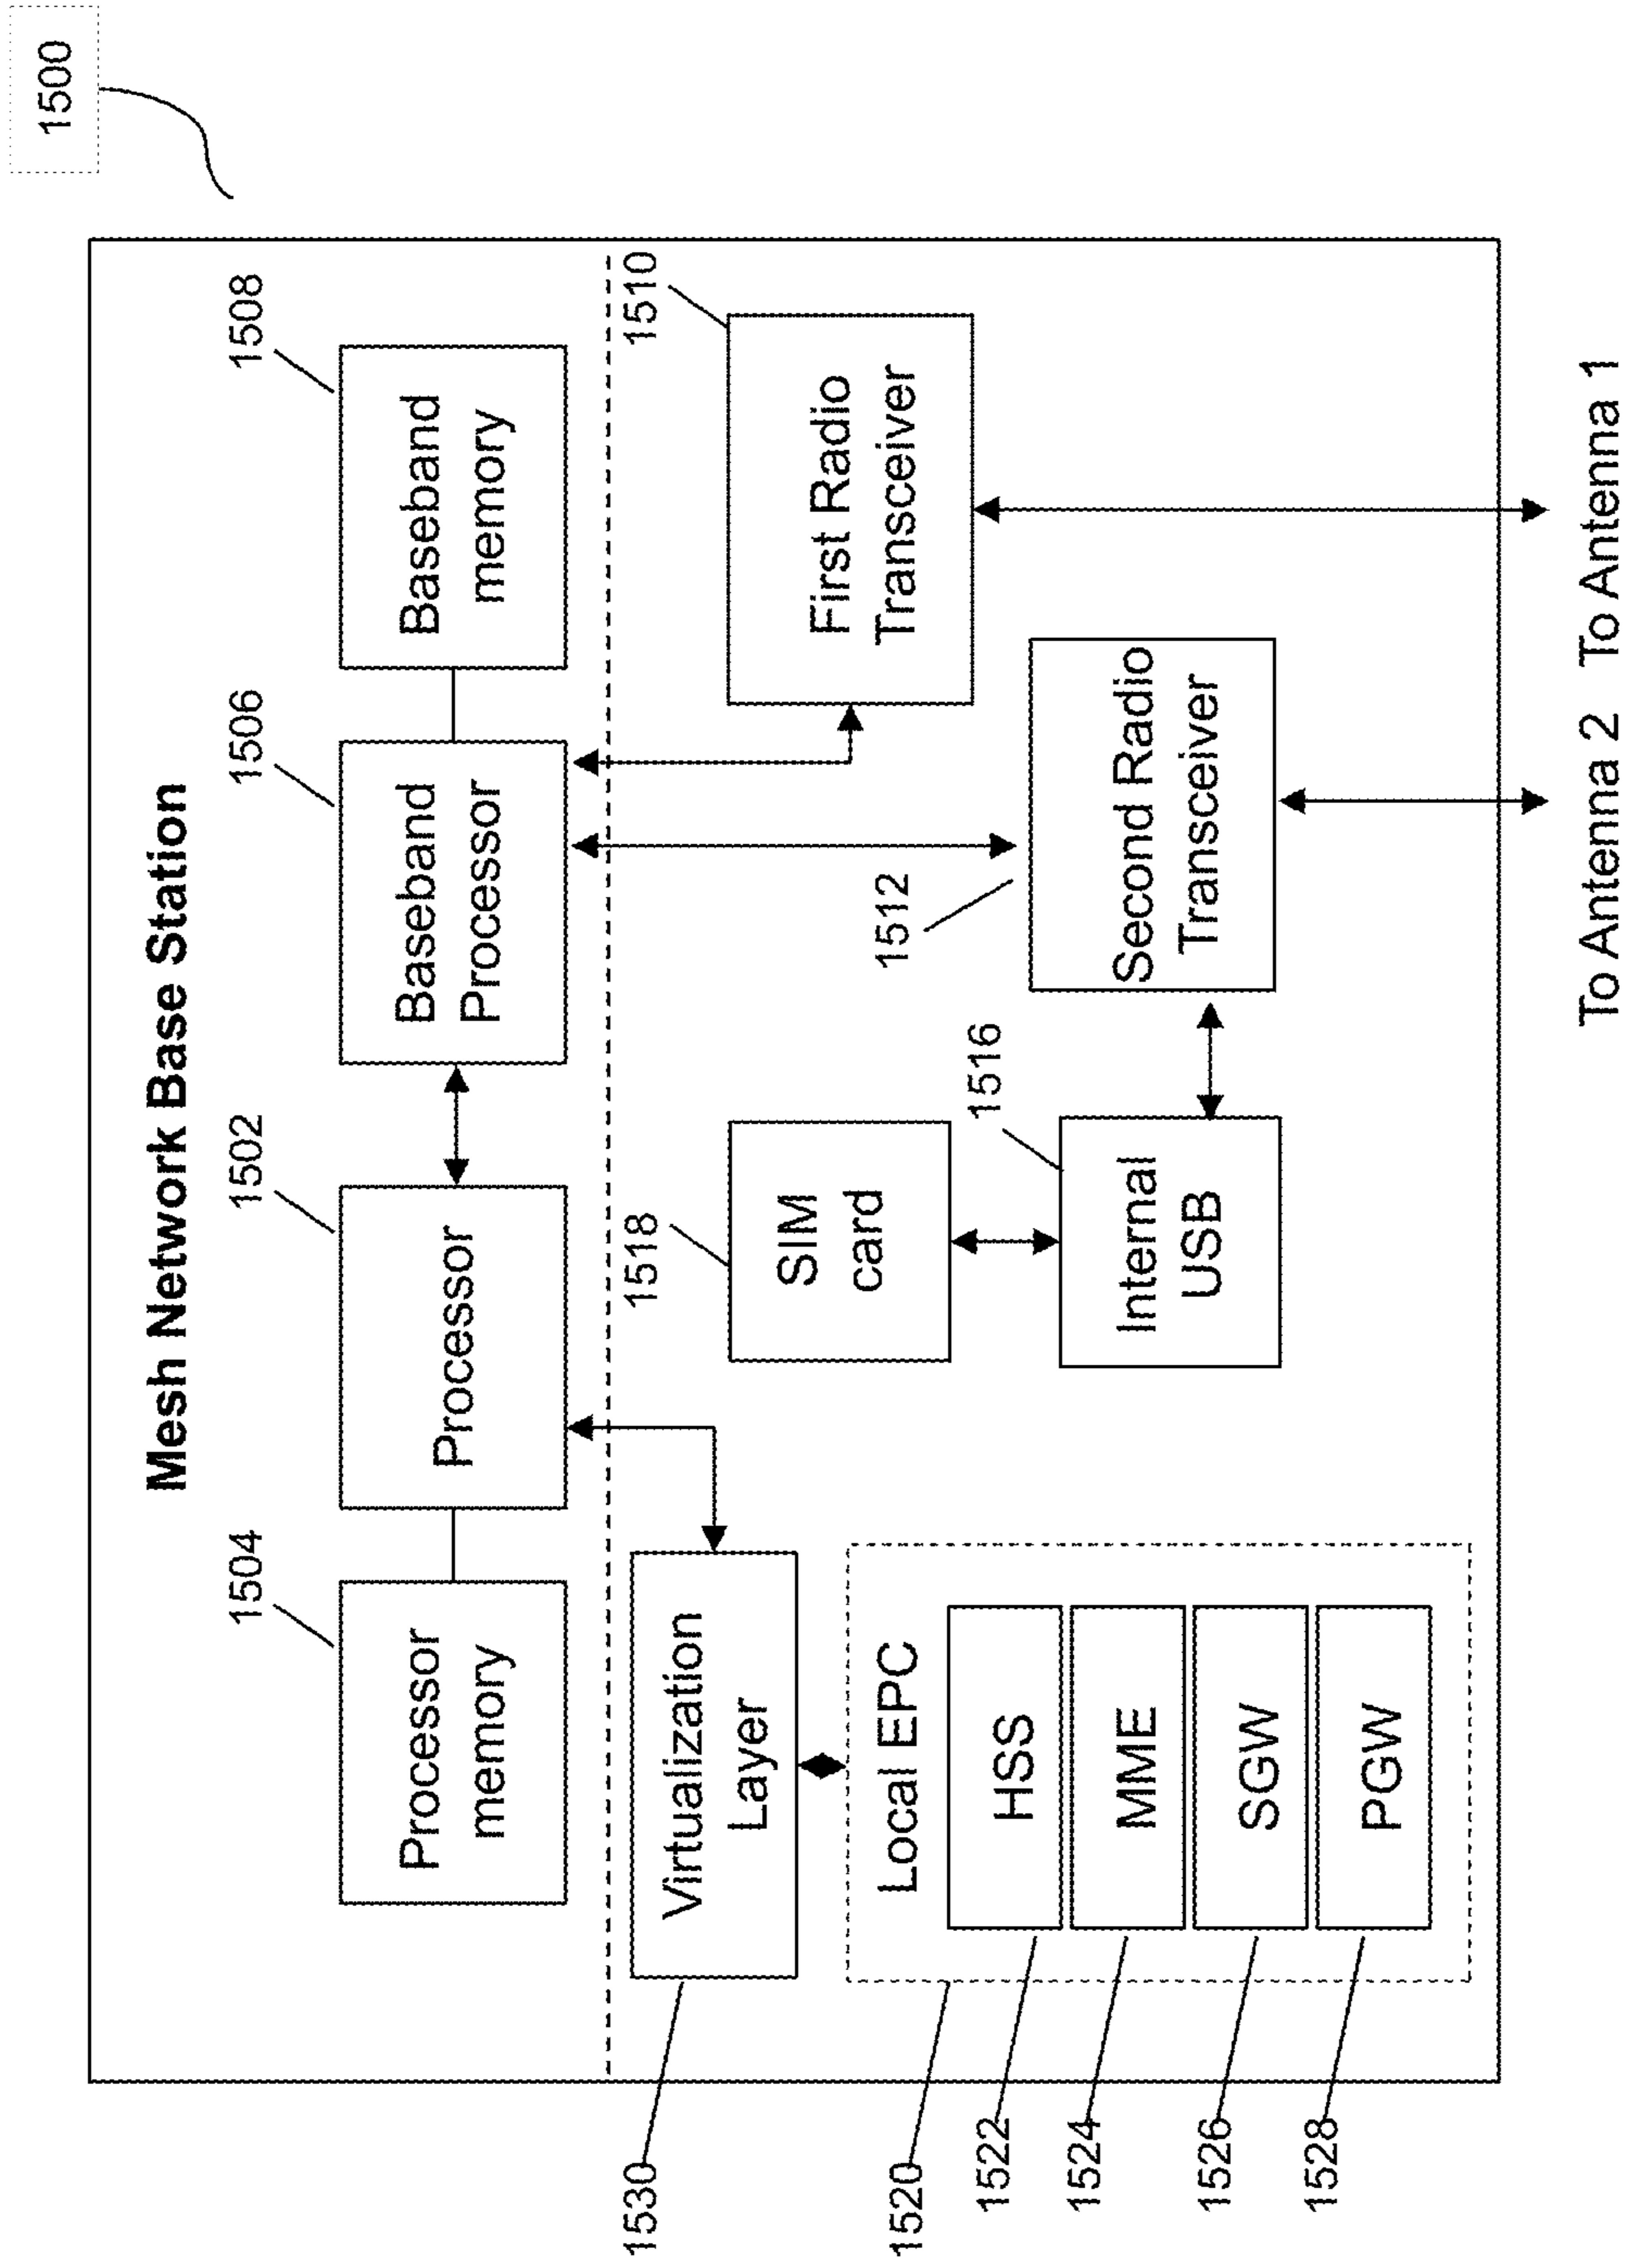 1500
Mesh Network Base Station
1504
1502
1506
1508
Processor
memory
Processor
Baseband
Processor
Baseband
memory
1530
Virtualization
Layer
1518
SIM
card
1510
First Radio
Transceiver
1520
Local EPC
1522
HSS
1524
MME
1526
SGW
1528
PGW
1516
Internal
USB
1512
Second Radio
Transceiver
To Antenna 2 To Antenna 1